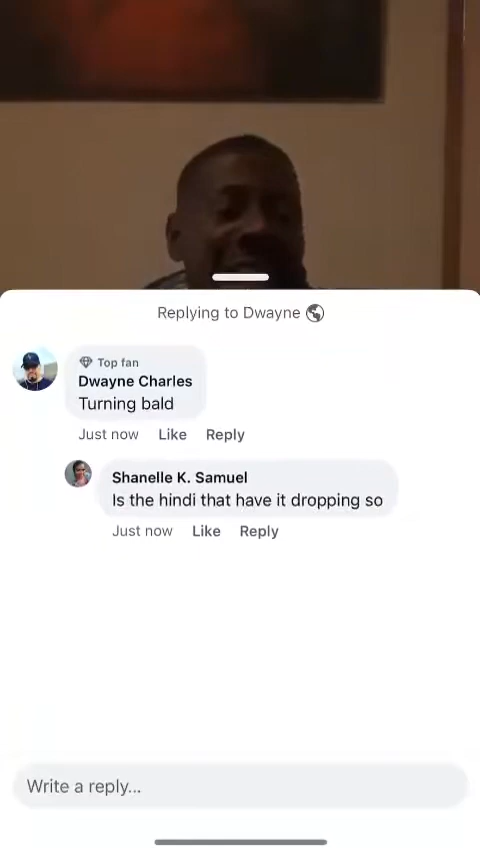 Replying to Dwayne
Top fan
Dwayne Charles
Turning bald
Just now Like Reply
Shanelle K. Samuel
Is the hindi that have it dropping so
Just now Like Reply
Write a reply...